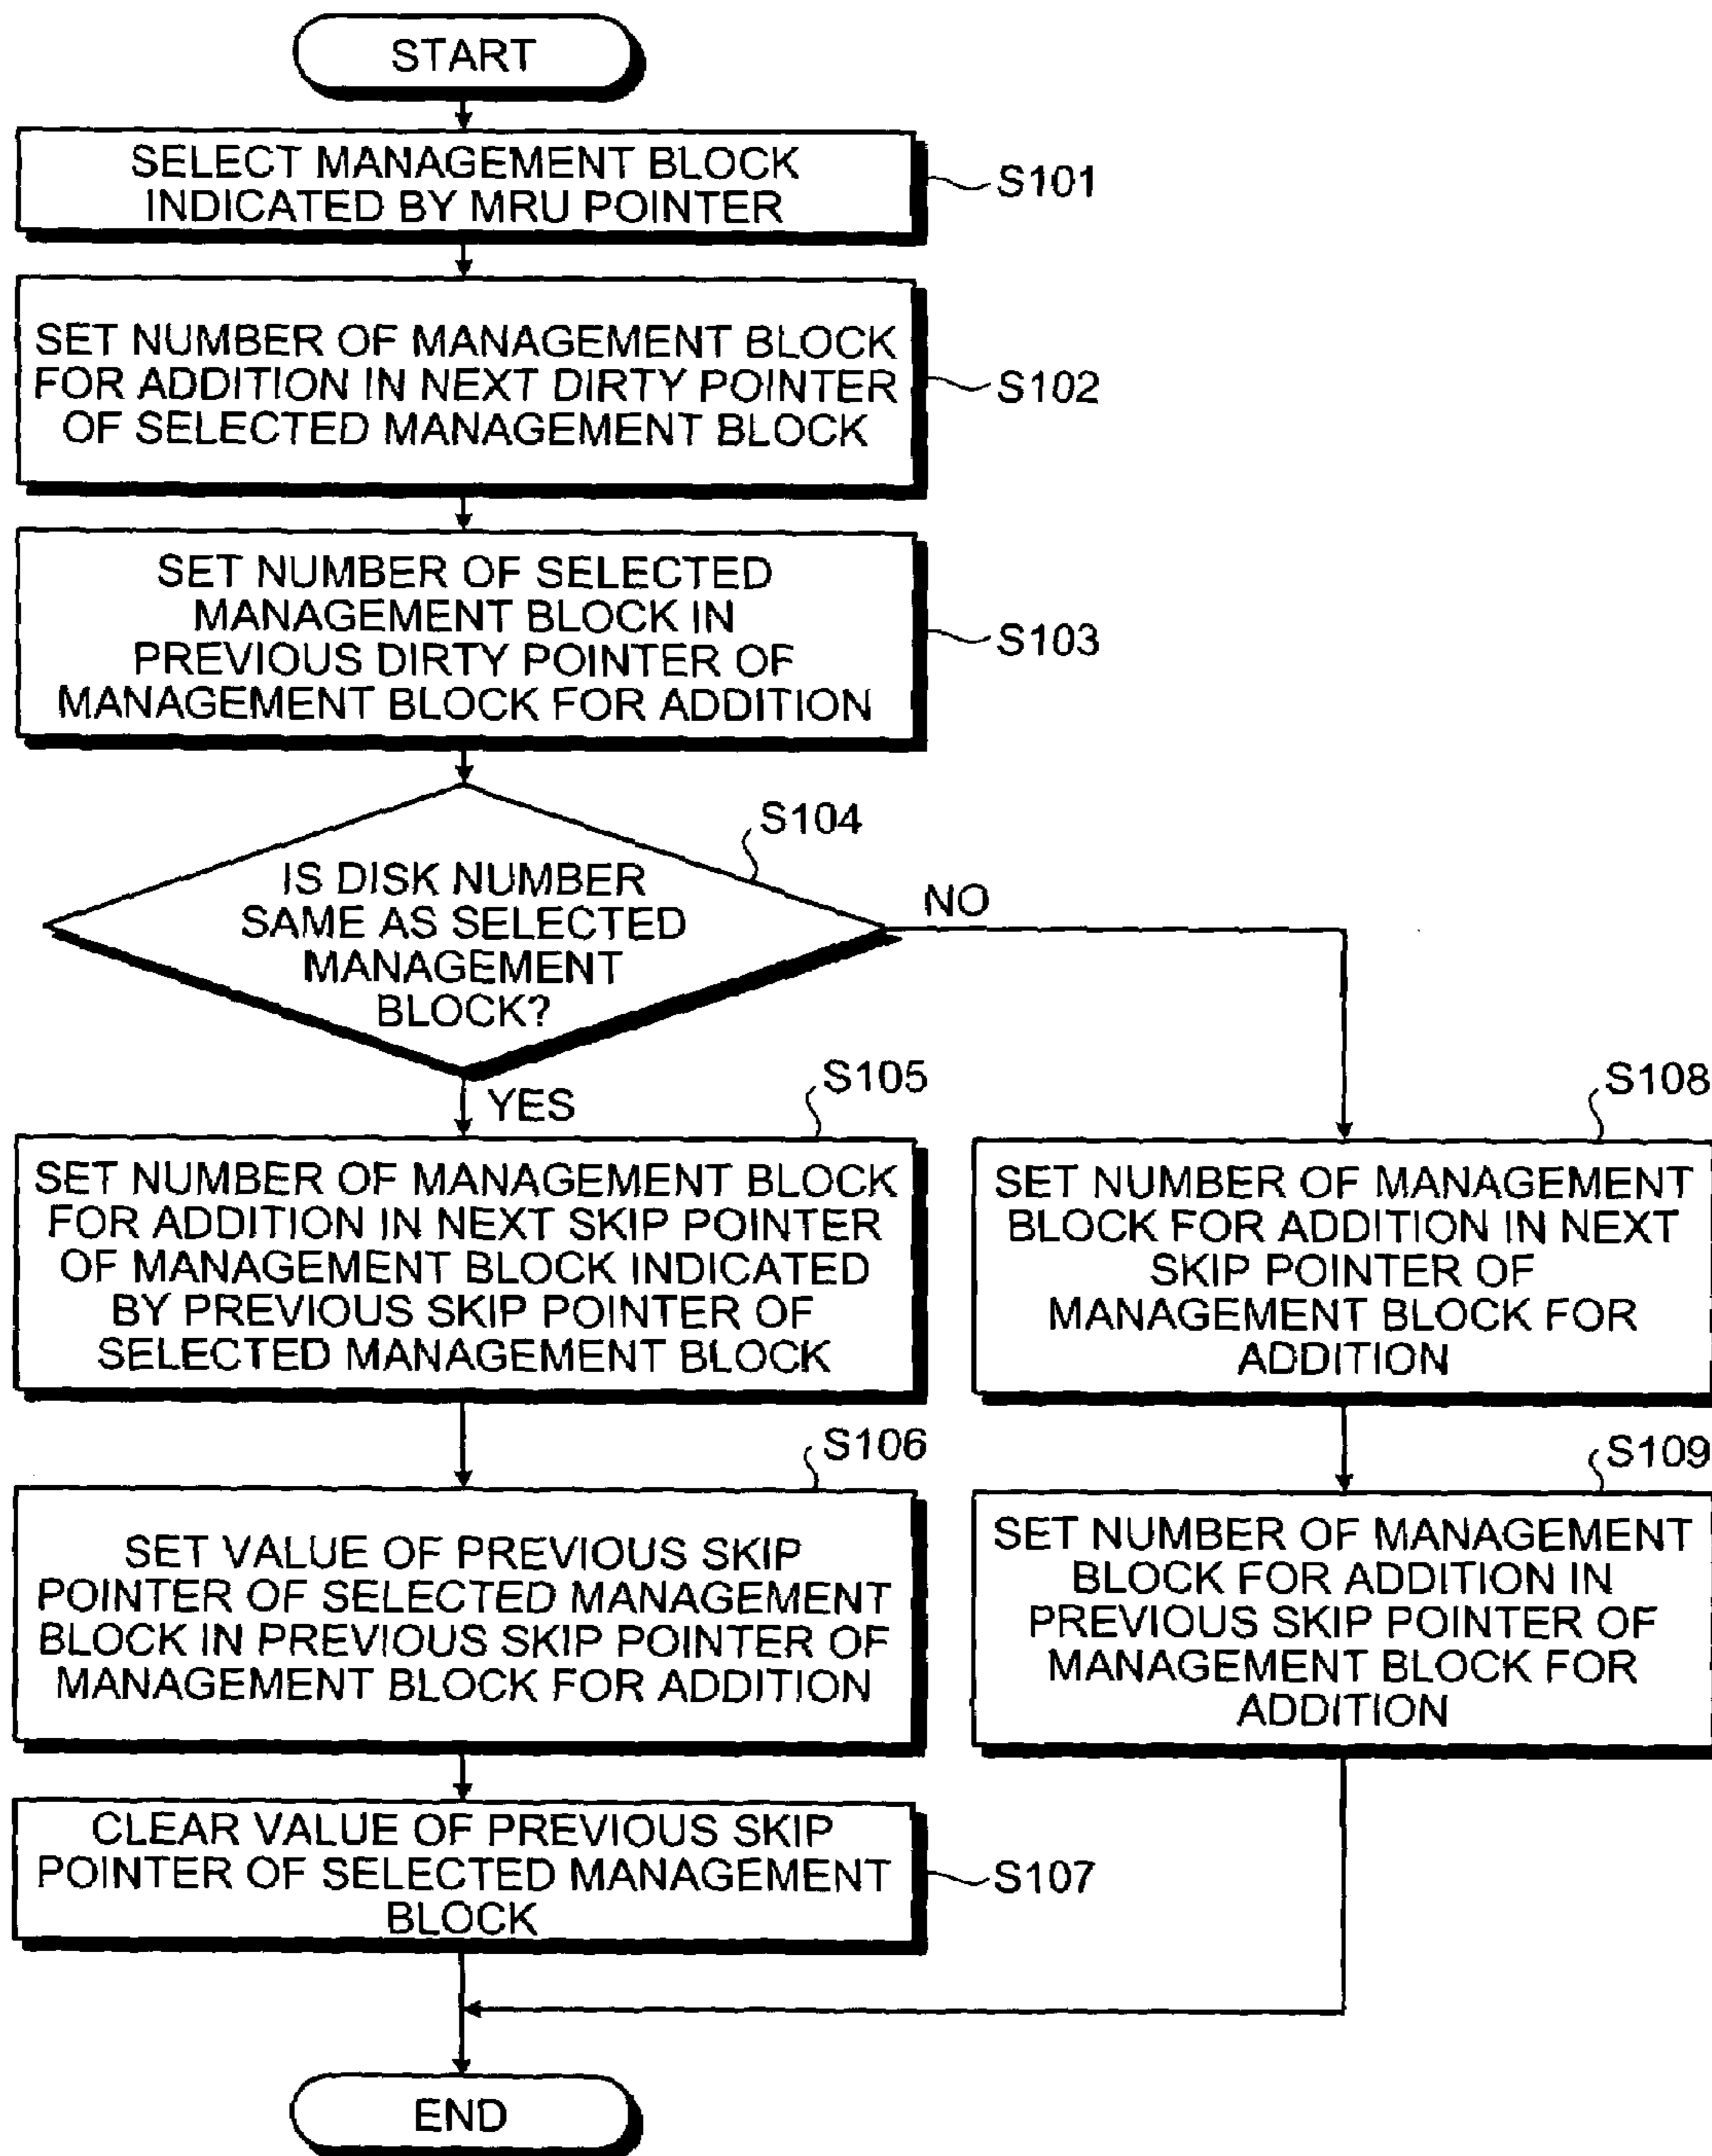 START
SELECT MANAGEMENT BLOCK
INDICATED BY MRU POINTER
S101
SET NUMBER OF MANAGEMENT BLOCK
FOR ADDITION IN NEXT DIRTY POINTER
OF SELECTED MANAGEMENT BLOCK
S102
SET NUMBER OF SELECTED
MANAGEMENT BLOCK IN
PREVIOUS DIRTY POINTER OF
MANAGEMENT BLOCK FOR ADDITION
S103
S104
IS DISK NUMBER
SAME AS SELECTED
MANAGEMENT
BLOCK?
NO
YES
S105
SET NUMBER OF MANAGEMENT BLOCK
FOR ADDITION IN NEXT SKIP POINTER
OF MANAGEMENT BLOCK INDICATED
BY PREVIOUS SKIP POINTER OF
SELECTED MANAGEMENT BLOCK
S106
SET VALUE OF PREVIOUS SKIP
POINTER OF SELECTED MANAGEMENT
BLOCK IN PREVIOUS SKIP POINTER OF
MANAGEMENT BLOCK FOR ADDITION
CLEAR VALUE OF PREVIOUS SKIP
POINTER OF SELECTED MANAGEMENT
BLOCK
S107
S108
SET NUMBER OF MANAGEMENT
BLOCK FOR ADDITION IN NEXT
SKIP POINTER OF
MANAGEMENT BLOCK FOR
ADDITION
S109
SET NUMBER OF MANAGEMENT
BLOCK FOR ADDITION IN
PREVIOUS SKIP POINTER OF
MANAGEMENT BLOCK FOR
ADDITION
END